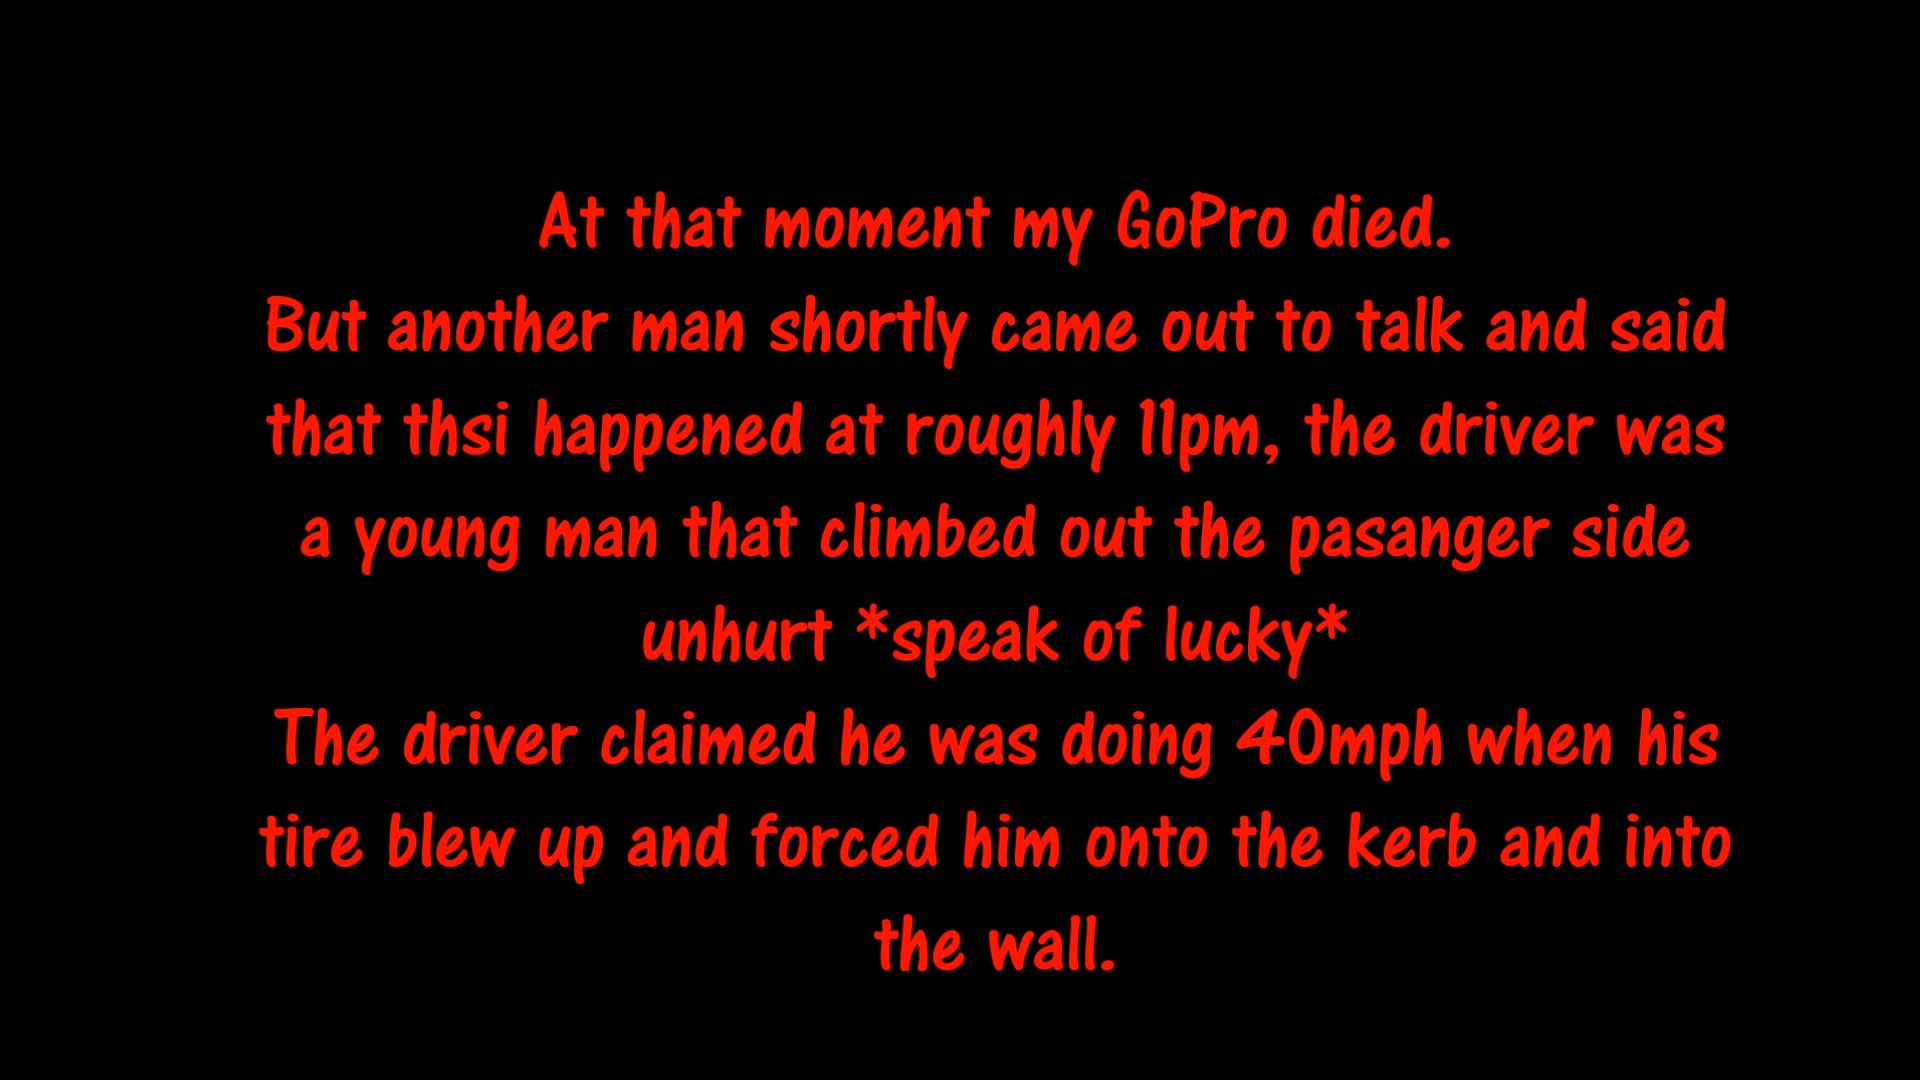 At that moment my GoPro died.
But another man shortly came out to talk and said
that thsi happened at roughly 11pm, the driver was
a young man that climbed out the pasanger side
unhurt *speak of lucky*
The driver claimed he was doing 40mph when his
tire blew up and forced him onto the kerb and into
the wall.